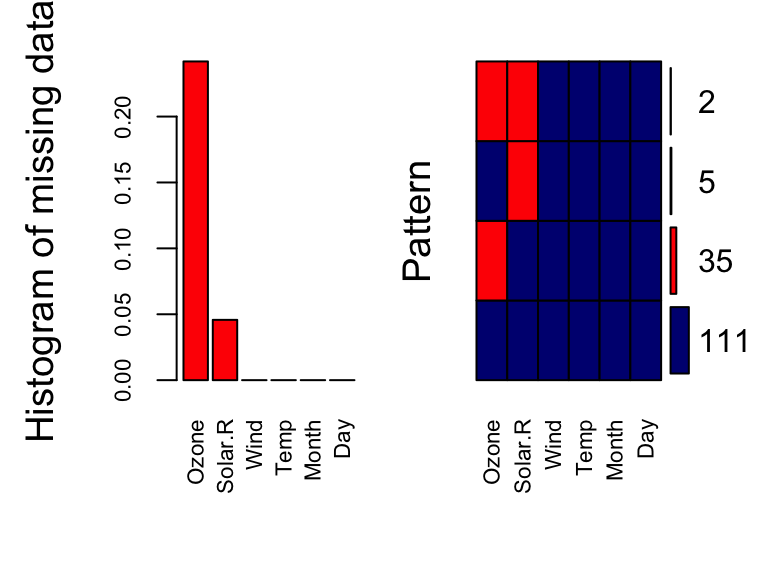 Histogram of missing data
0.20
0.15
0.10
0.05
0.00
Ozone
Solar.R
Wind
Temp
Month
Day
Pattern
2
5
35
111
Ozone
Solar.R
Wind
Temp
Month
Day